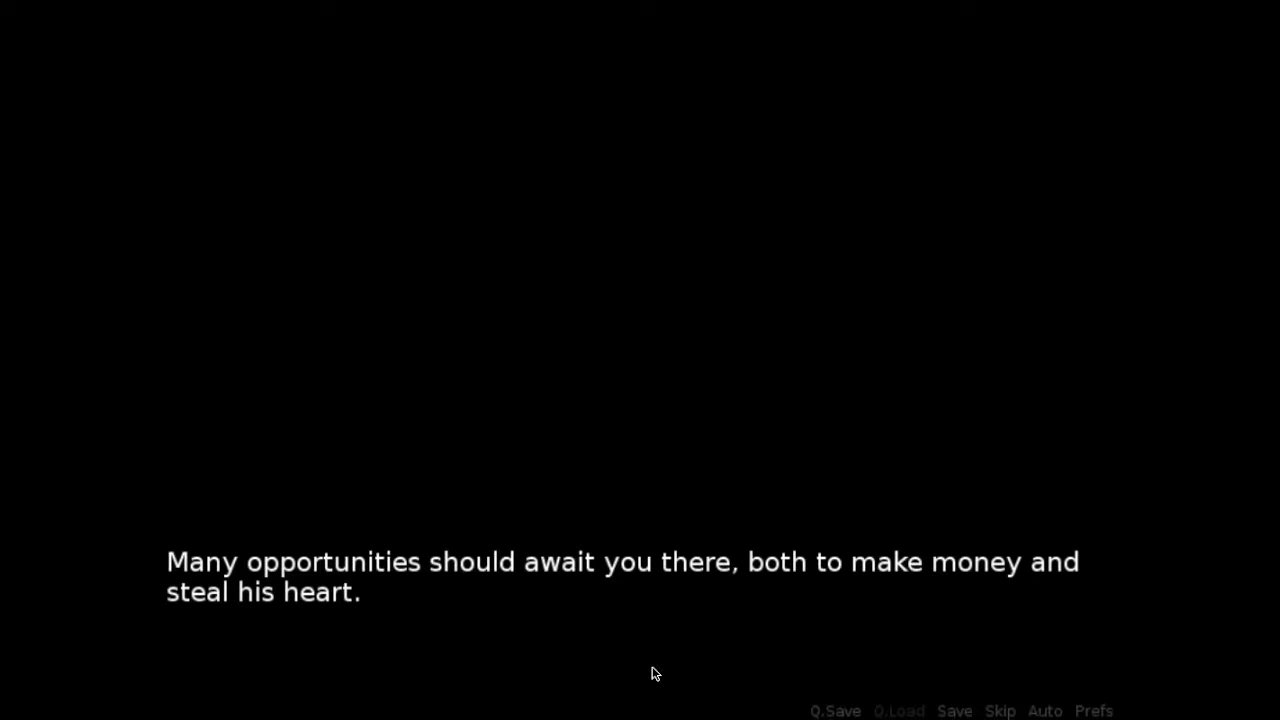 Many opportunities should await you there, both to make money and
steal his heart.
Q.Save Q.Load Save Skip Auto Prefs